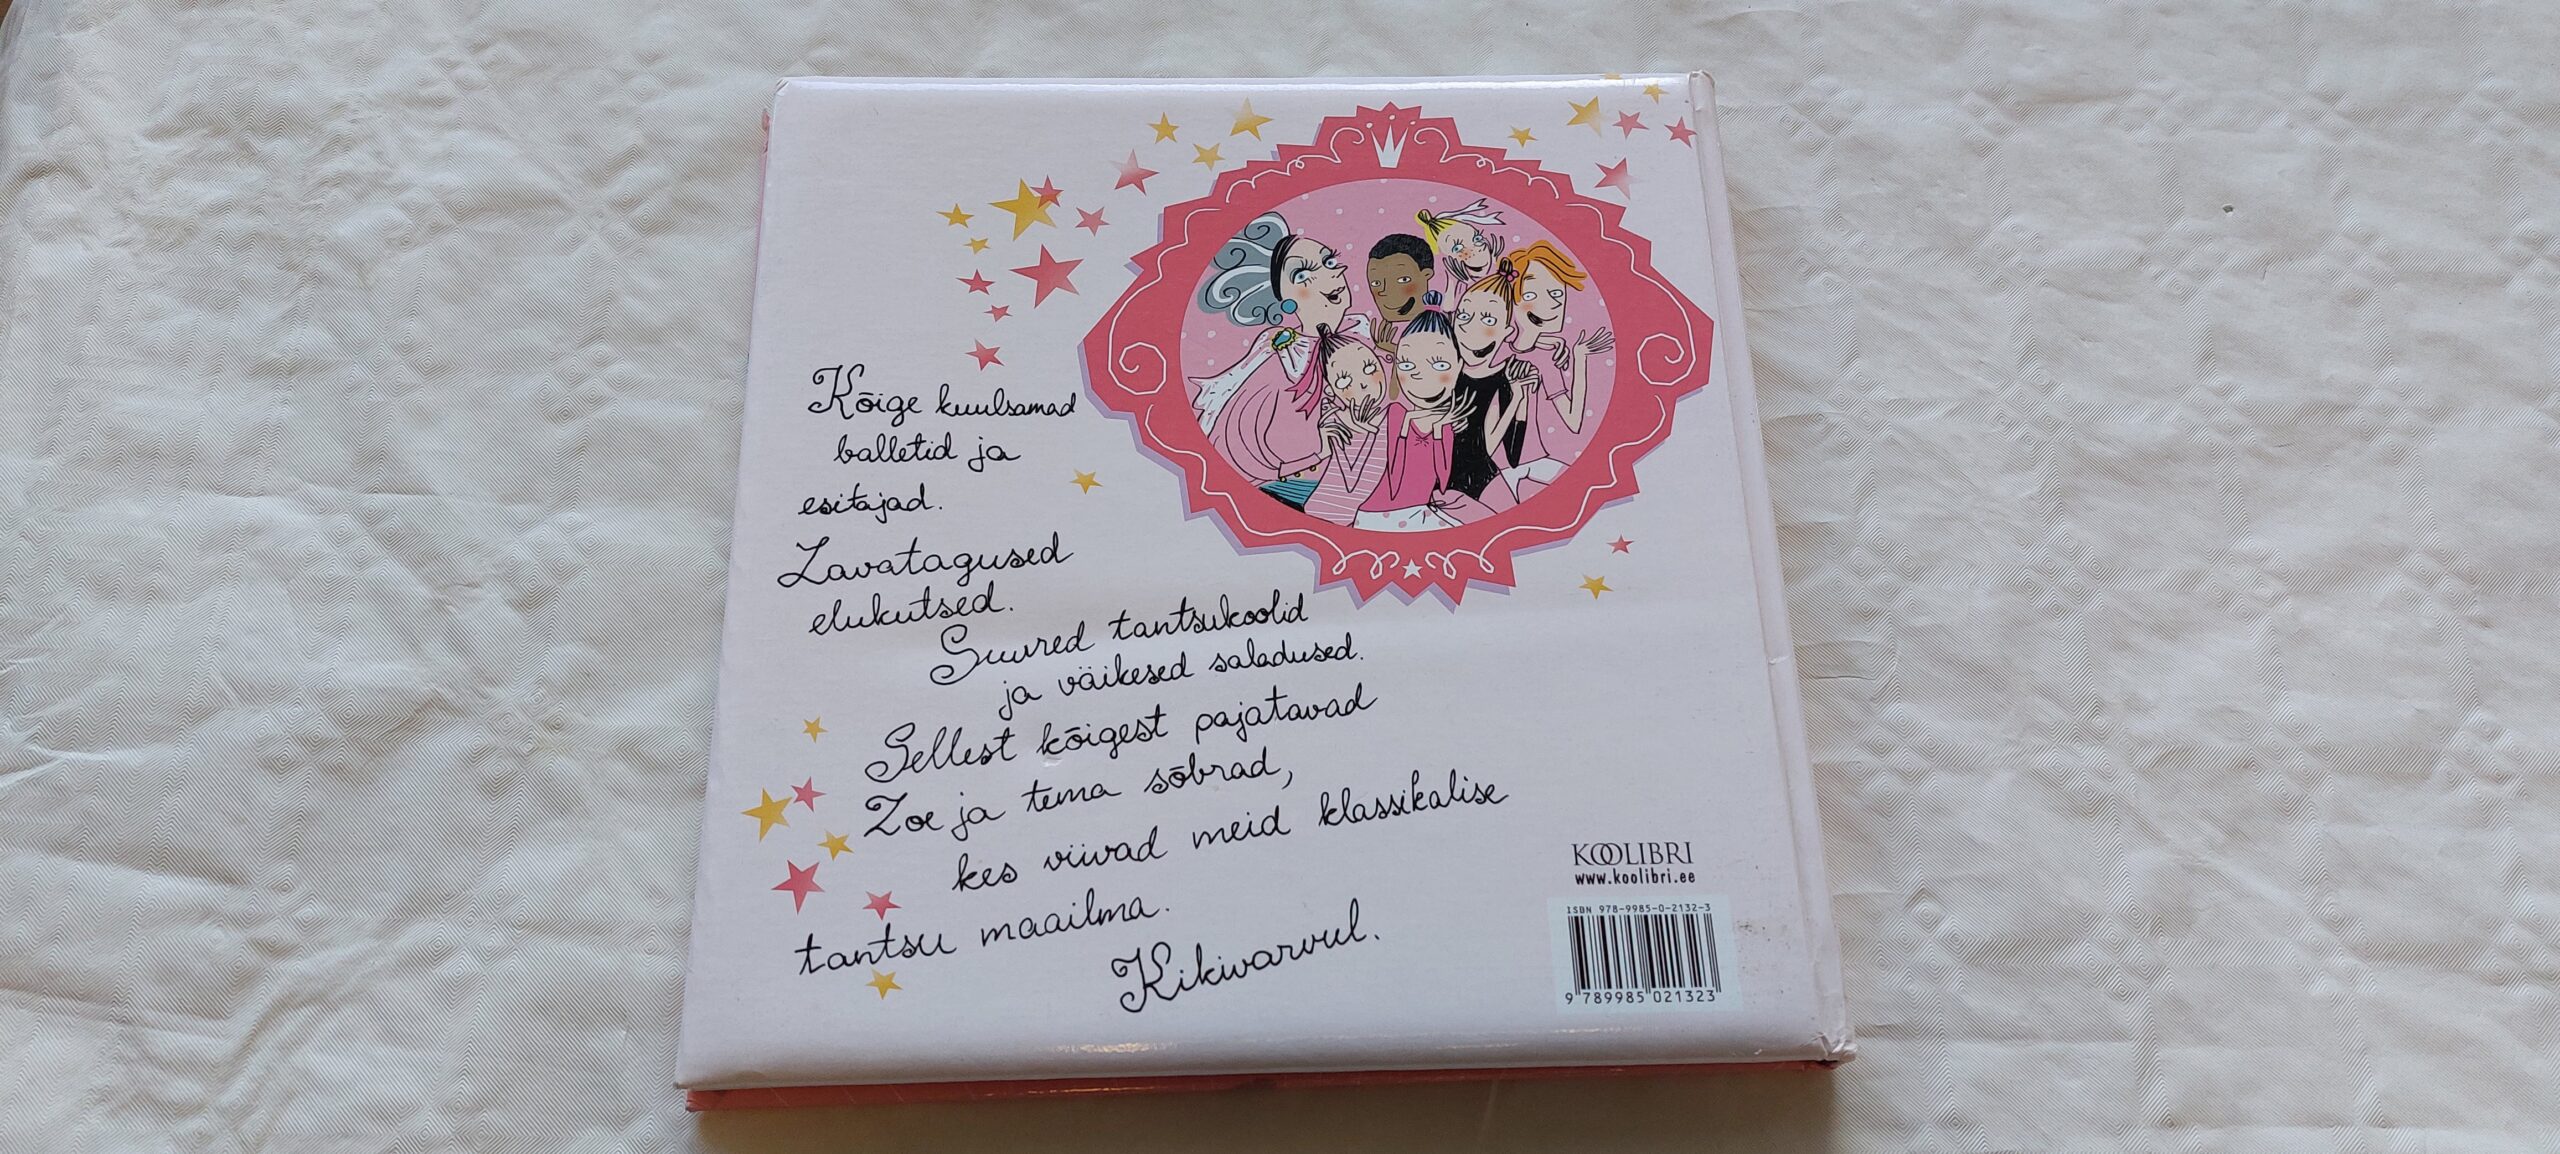 Kõige kuulsamad
balletid ja
esitajad.
Lavatagused
elukutsed.
Suured tantsukoolid
ja väikesed saladused.
Sellest kõigest pajatavad
Zoe ja tema sõbrad,
kes viivad meid klassikalise
tantsu maailma.
Kikivarvul.
KOOLIBRI
www.koolibri.ee
ISBN 978-9985-0-2132-3
9 789985 021323